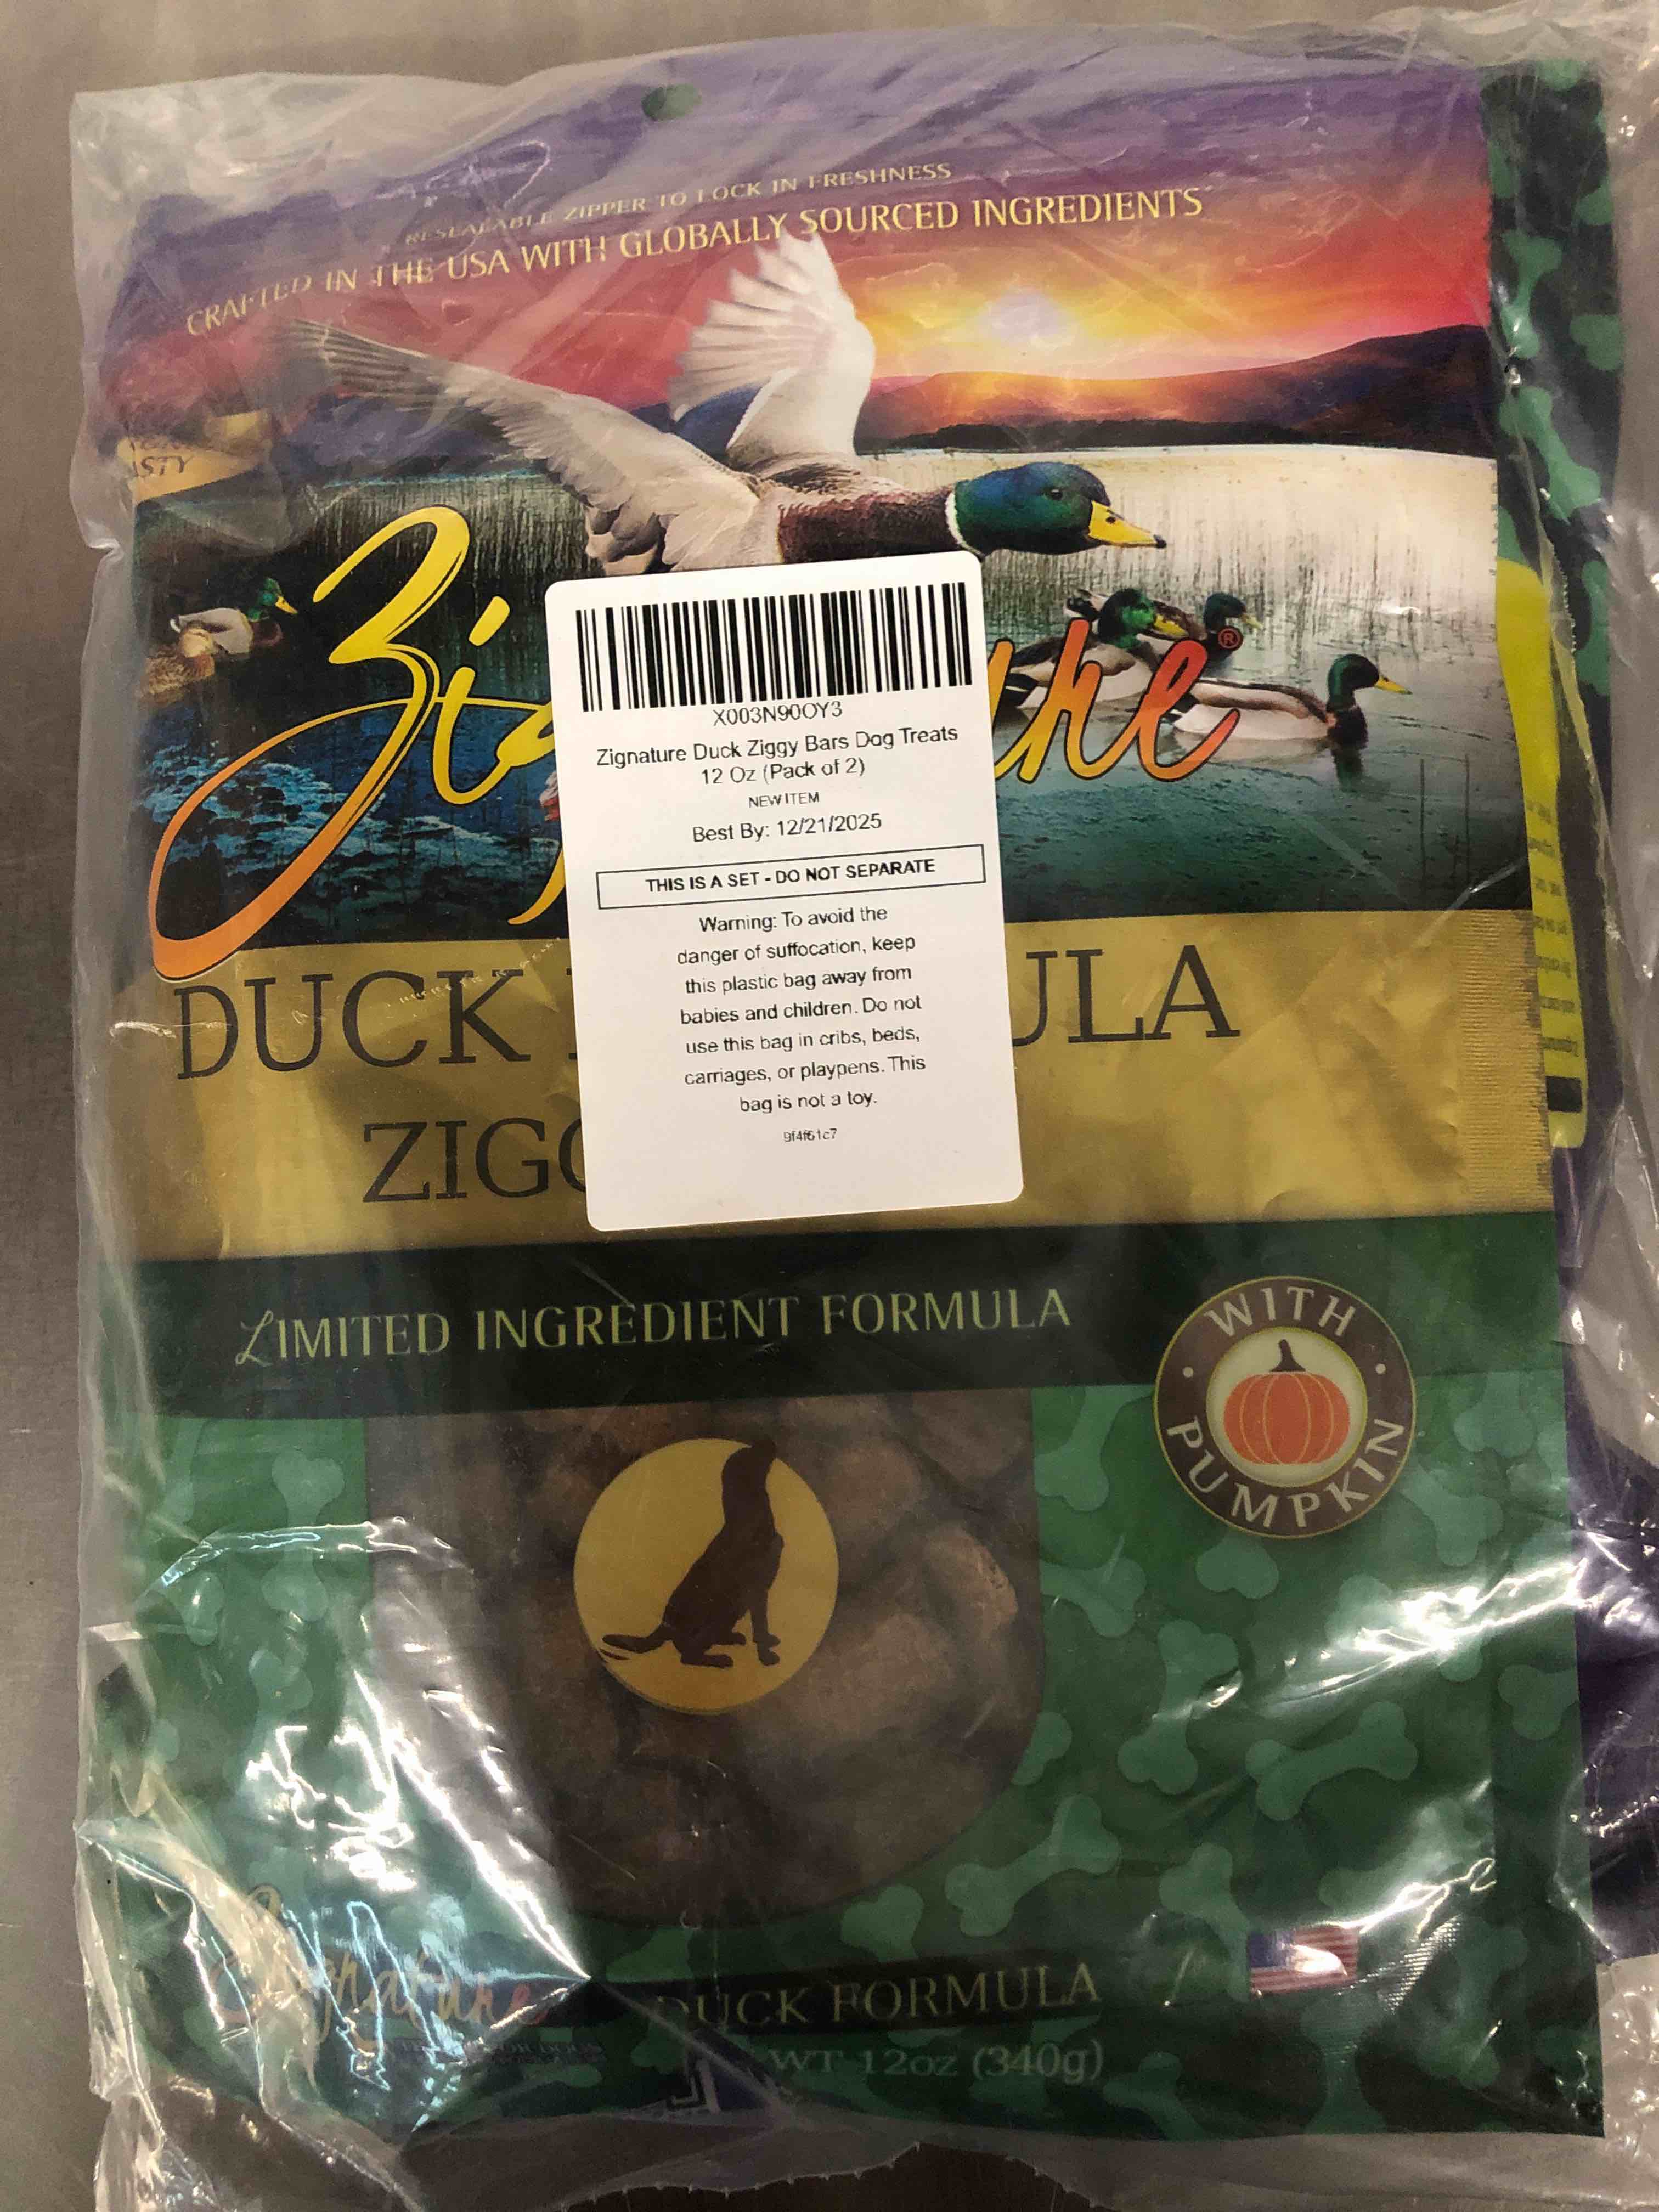 RESEALABLE ZIPPER TO LOCK IN FRESHNESS
CRAFTED IN THE USA WITH GLOBALLY SOURCED INGREDIENTS
®
X003N90OY3
Zignature Duck Ziggy Bars Dog Treats
12 Oz (Pack of 2)
NEW ITEM
Best By: 12/21/2025
THIS IS A SET - DO NOT SEPARATE
Warning: To avoid the
danger of suffocation, keep
this plastic bag away from
babies and children. Do not
use this bag in cribs, beds,
carriages, or playpens. This
bag is not a toy.
9f4f61c7
DUCK
LIMITED INGREDIENT FORMULA
WITH
PUMPKIN
Zignature
DUCK FORMULA
WT 12oz (340g)